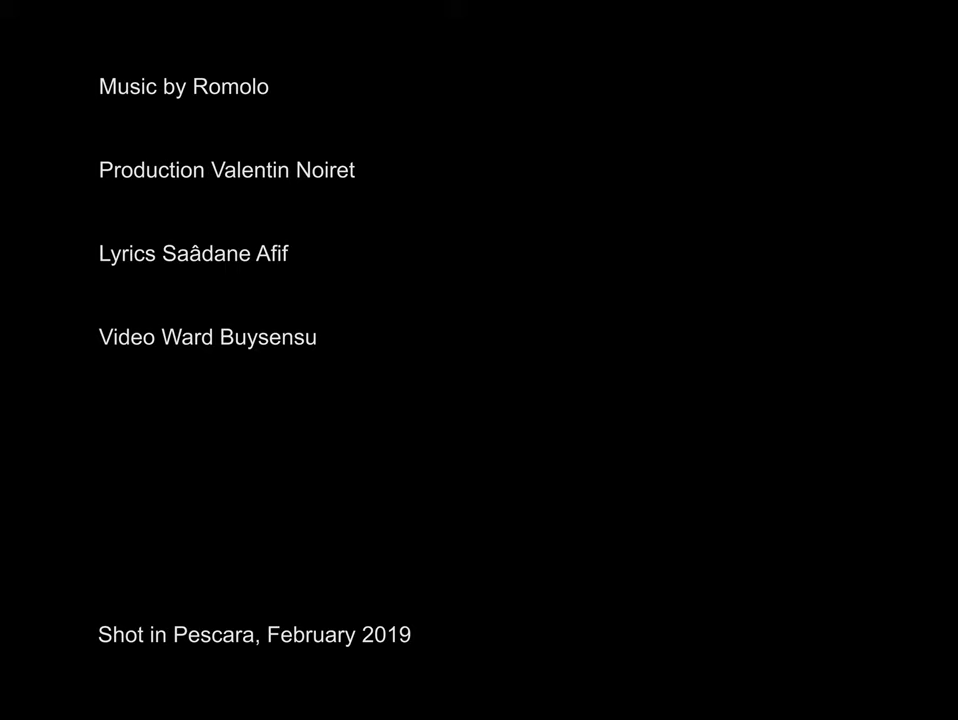 Music by Romolo
Production Valentin Noiret
Lyrics Saâdane Afif
Video Ward Buysensu
Shot in Pescara, February 2019